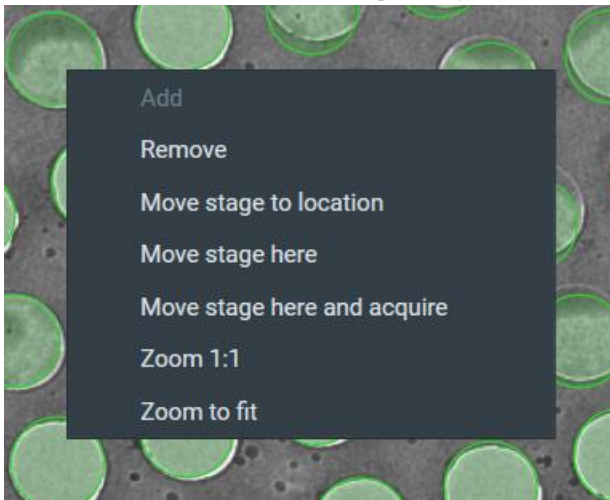 Add
Remove
Move stage to location
Move stage here
Move stage here and acquire
Zoom 1:1
Zoom to fit